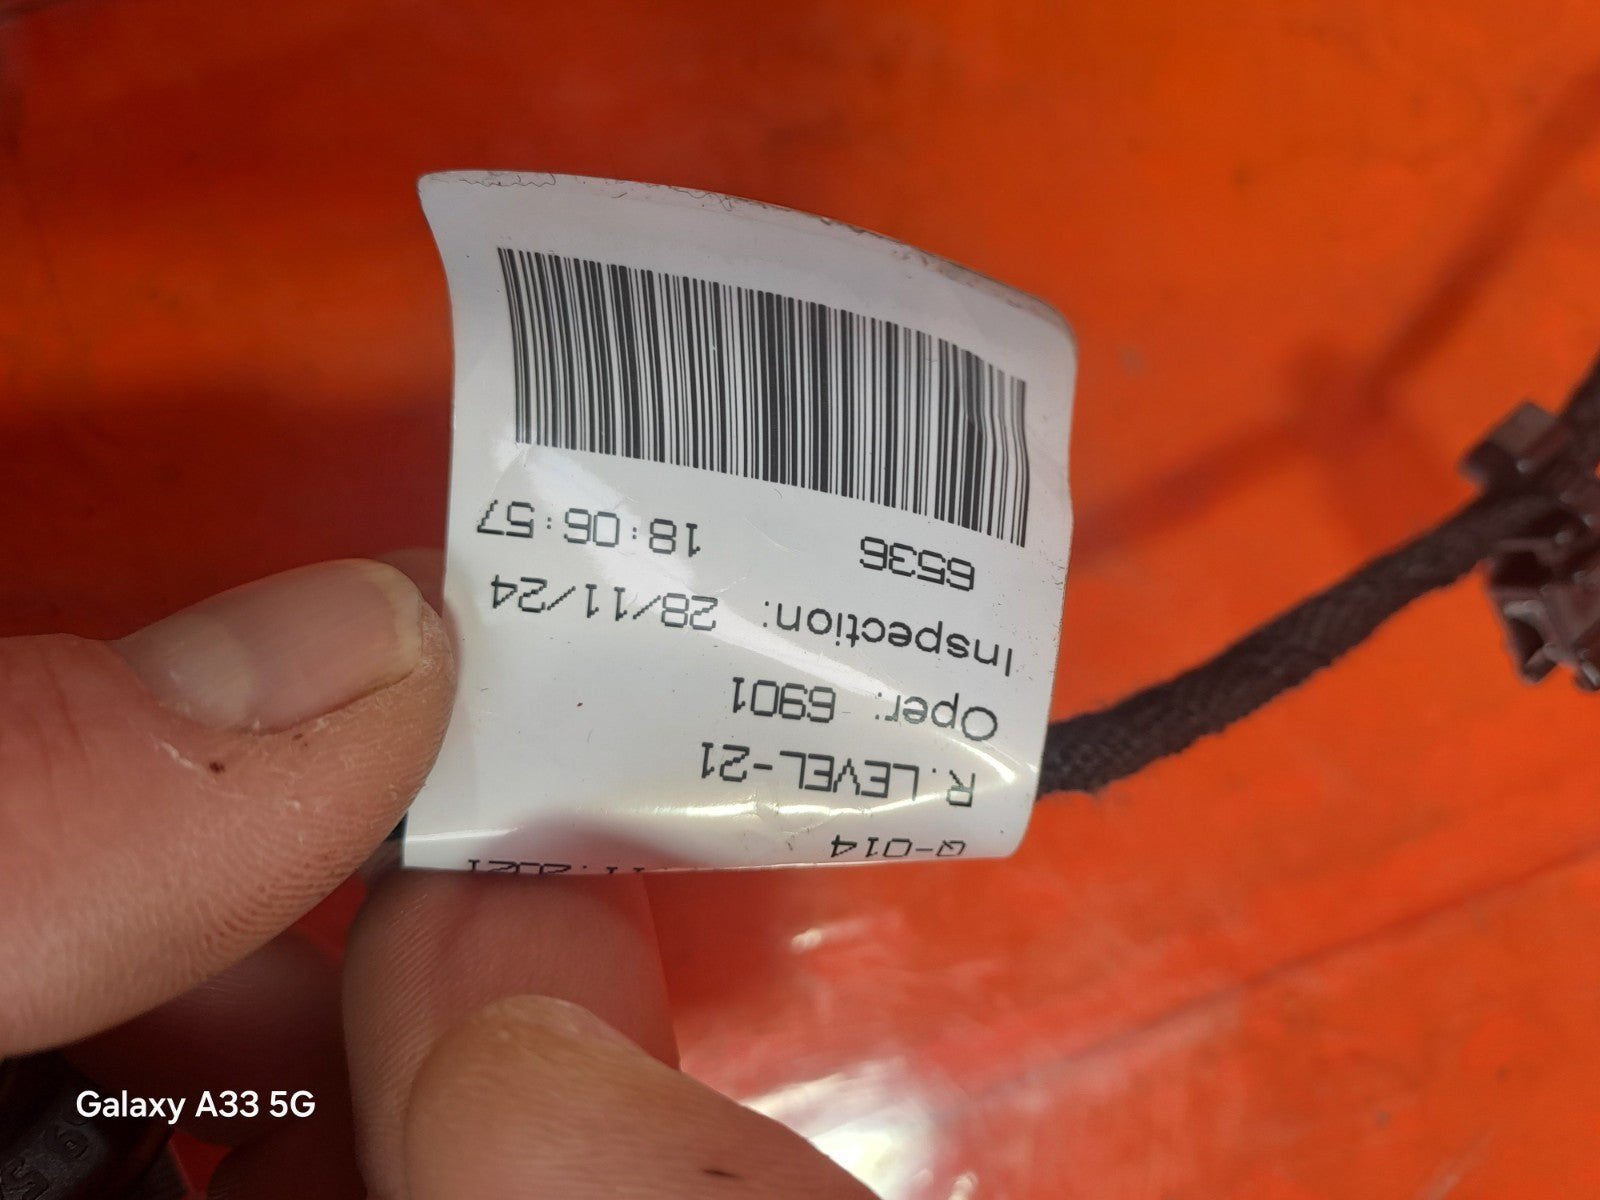 Q-014
R.LEVEL-21
Oper: 6901
Inspection: 28/11/24
6536 18:06:57
Galaxy A33 5G